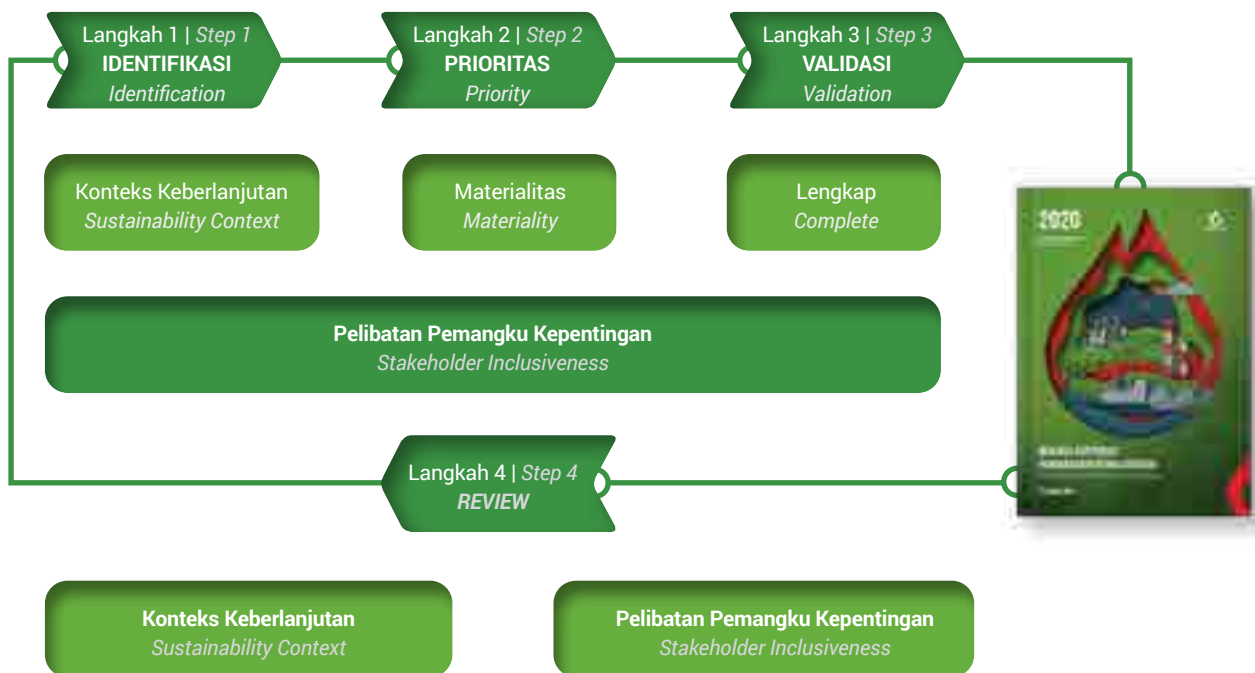 Langkah 1 | Step 1
IDENTIFIKASI
Identification
Langkah 2 | Step 2
PRIORITAS
Priority
Langkah 3 | Step 3
VALIDASI
Validation
Konteks Keberlanjutan
Sustainability Context
Materialitas
Materiality
Lengkap
Complete
2020
Pelibatan Pemangku Kepentingan
Stakeholder Inclusiveness
Langkah 4 | Step 4
REVIEW
Konteks Keberlanjutan
Sustainability Context
Pelibatan Pemangku Kepentingan
Stakeholder Inclusiveness